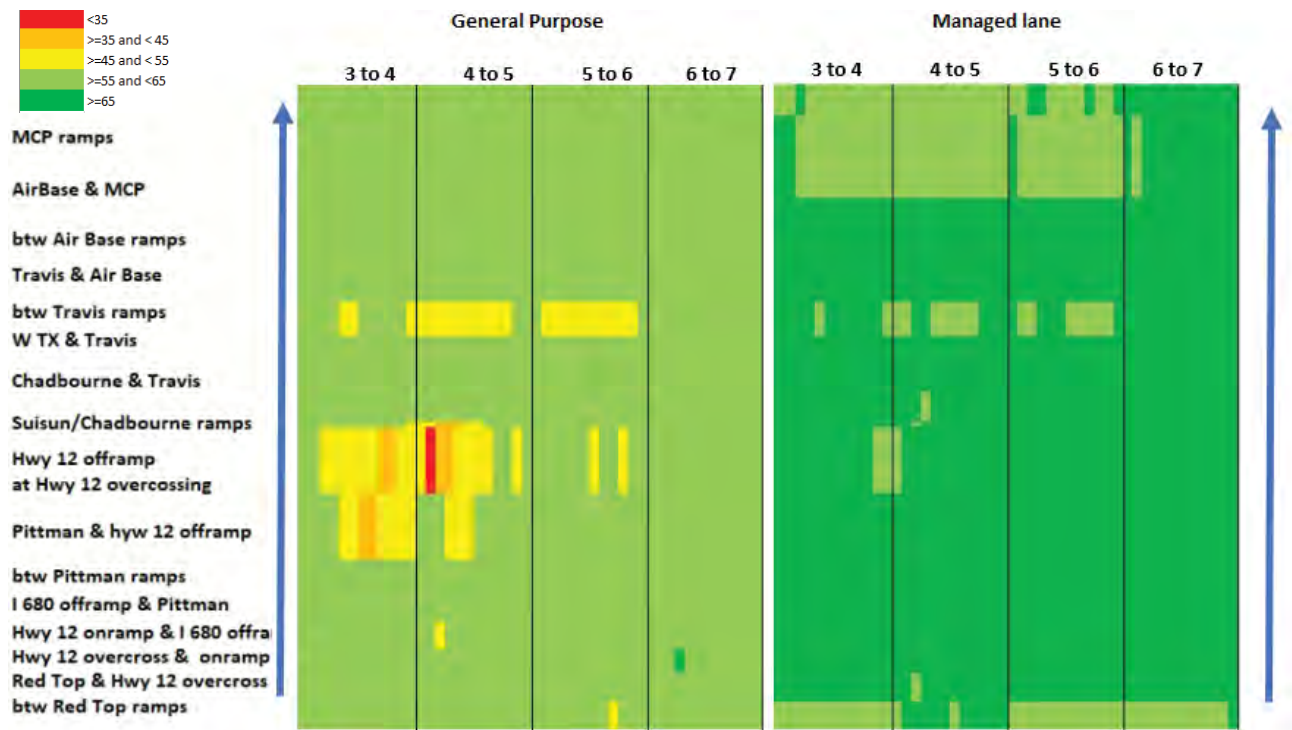 <35
>=35 and < 45
>=45 and < 55
>=55 and <65
>=65
General Purpose
Managed lane
3 to 4 4 to 5 5 to 6 6 to 7
3 to 4 4 to 5 5 to 6 6 to 7
MCP ramps
AirBase & MCP
btw Air Base ramps
Travis & Air Base
btw Travis ramps
W TX & Travis
Chadbourne & Travis
Suisun/Chadbourne ramps
Hwy 12 offramp
at Hwy 12 overcossing
Pittman & hyw 12 offramp
btw Pittman ramps
I 680 offramp & Pittman
Hwy 12 onramp & I 680 offra
Hwy 12 overcross & onramp
Red Top & Hwy 12 overcross
btw Red Top ramps